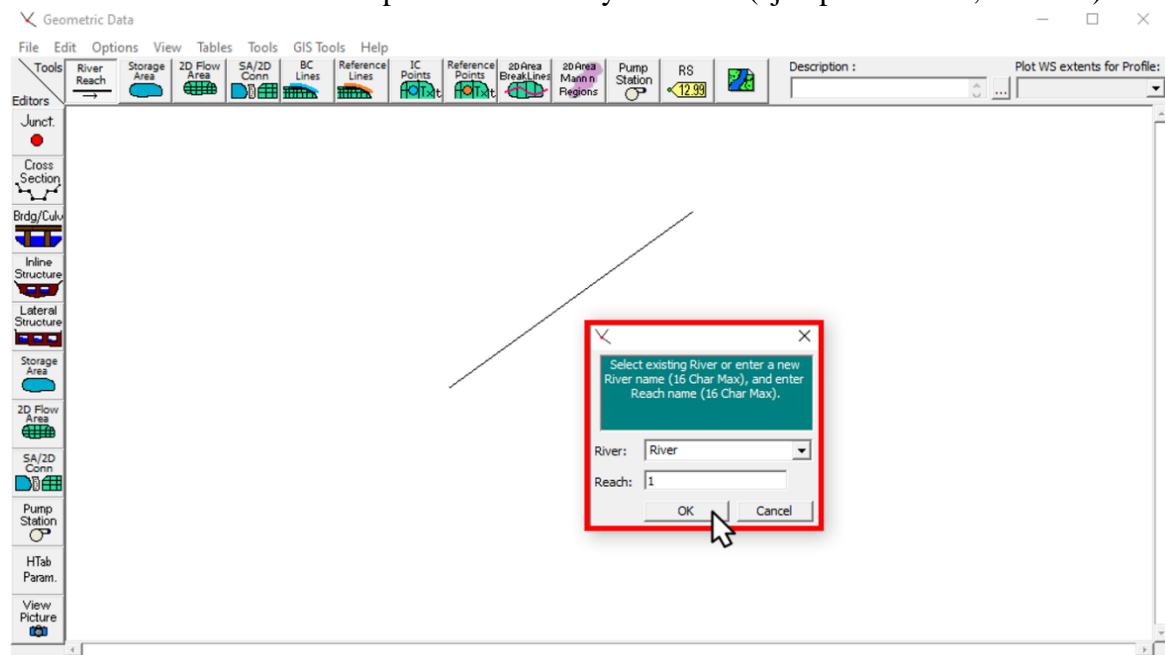 Geometric Data
File Edit Options View Tables Tools GIS Tools Help
Tools
Editors
River
Reach
Storage
Area
2D Flow
Area
SA/2D
Conn
BC
Lines
Reference
Lines
IC
Points
Reference
Points
2D Area
BreakLines
2D Area
Mann n
Regions
Pump
Station
RS
12.99
Description :
...
Plot WS extents for Profile:
Junct.
Cross
Section
Brdg/Culv
Inline
Structure
Lateral
Structure
Storage
Area
2D Flow
Area
SA/2D
Conn
Pump
Station
HTab
Param.
View
Picture
Select existing River or enter a new
River name (16 Char Max), and enter
Reach name (16 Char Max).
River: River
Reach: 1
OK Cancel